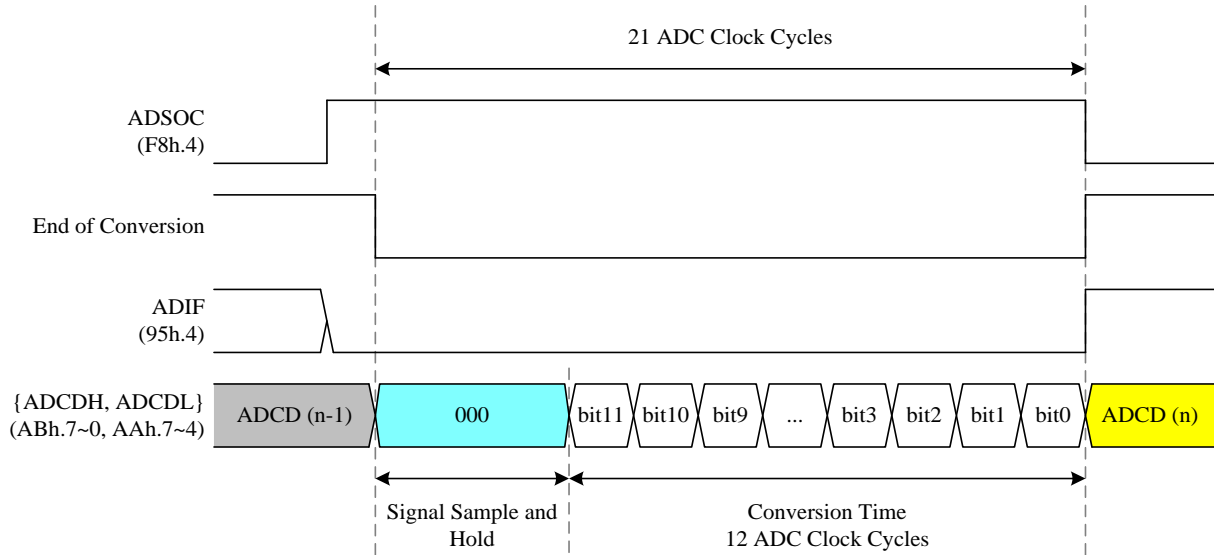 21 ADC Clock Cycles
ADSOC
(F8h.4)
End of Conversion
ADIF
(95h.4)
{ADCDH, ADCDL}
(ABh.7~0, AAh.7~4)
ADCD (n-1)
000
bit11
bit10
bit9
...
bit3
bit2
bit1
bit0
ADCD (n)
Signal Sample and
Hold
Conversion Time
12 ADC Clock Cycles